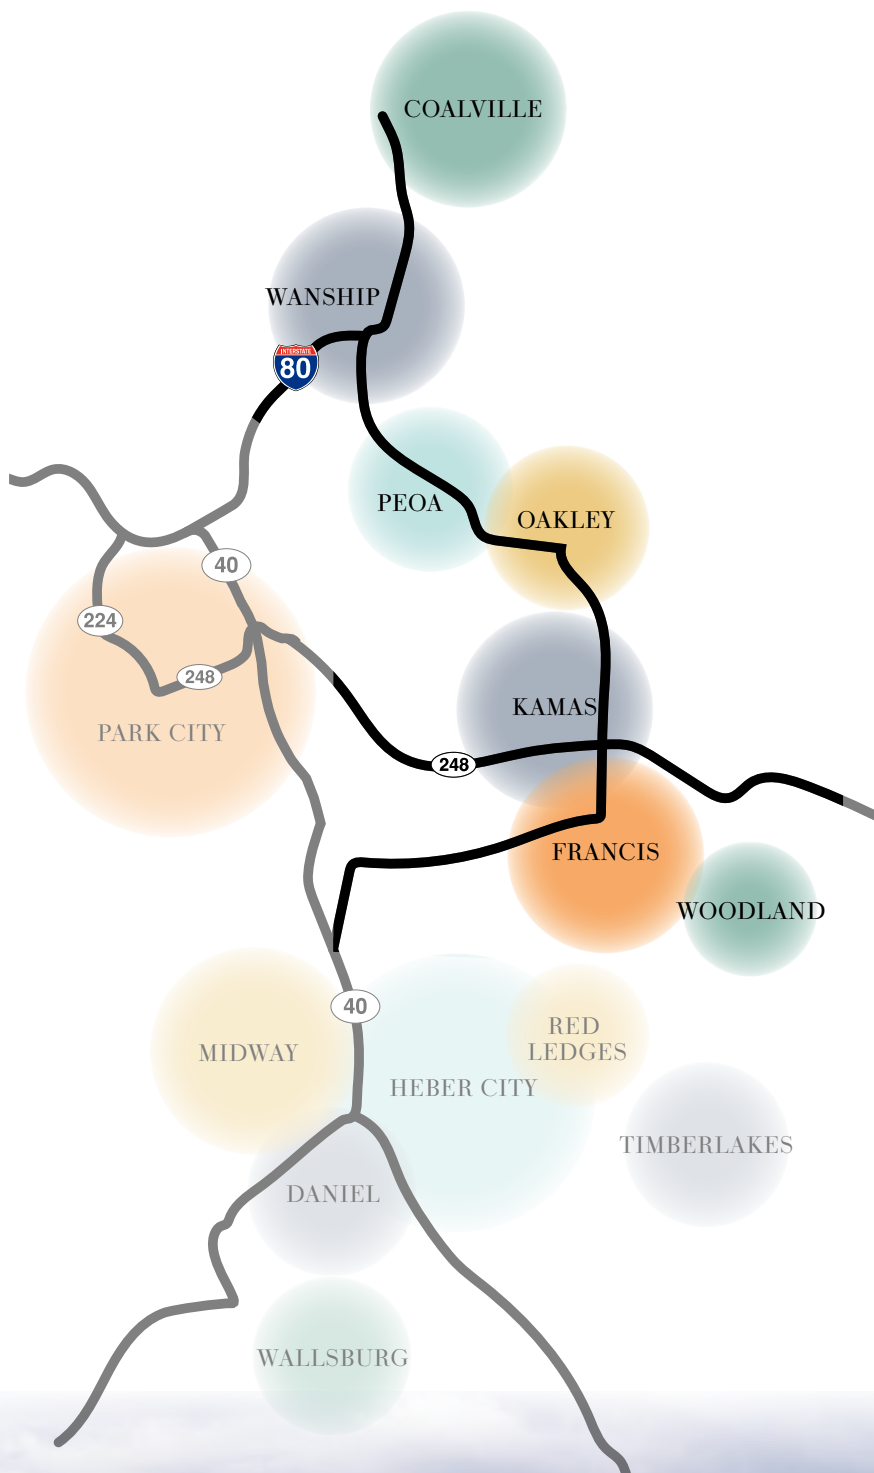 COALVILLE
WANSHIP
INTERSTATE
80
PEOA
OAKLEY
40
224
248
KAMAS
PARK CITY
248
FRANCIS
WOODLAND
40
RED
LEDGES
MIDWAY
HEBER CITY
TIMBERLAKES
DANIEL
WALLSBURG